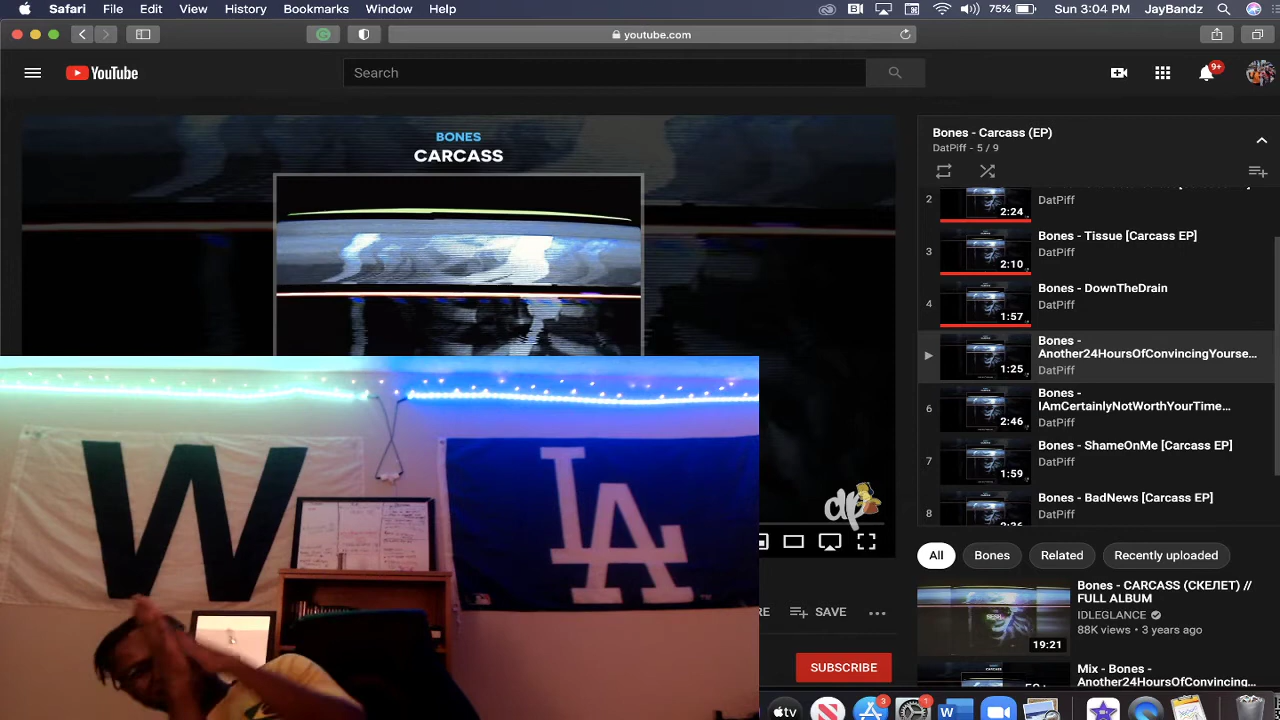 Safari File Edit View History Bookmarks Window Help 75% Sun 3:04 PM JayBandz
youtube.com
YouTube Search 9+
BONES
CARCASS
Bones - Carcass (EP)
DatPiff - 5 / 9
2 2:24 DatPiff
3 2:10 Bones - Tissue [Carcass EP]
DatPiff
4 1:57 Bones - DownTheDrain
DatPiff
1:25 Bones -
Another24HoursOfConvincingYourse...
DatPiff
6 2:46 Bones -
IAmCertainlyNotWorthYourTime...
DatPiff
7 1:59 Bones - ShameOnMe [Carcass EP]
DatPiff
8 Bones - BadNews [Carcass EP]
DatPiff
dp
W
LA
All Bones Related Recently uploaded
RE SAVE
SUBSCRIBE
19:21 Bones - CARCASS (СКЕЛЕТ) //
FULL ALBUM
IDLEGLANCE
88K views • 3 years ago
Mix - Bones -
Another24HoursOfConvincing...
tv 3 1 W